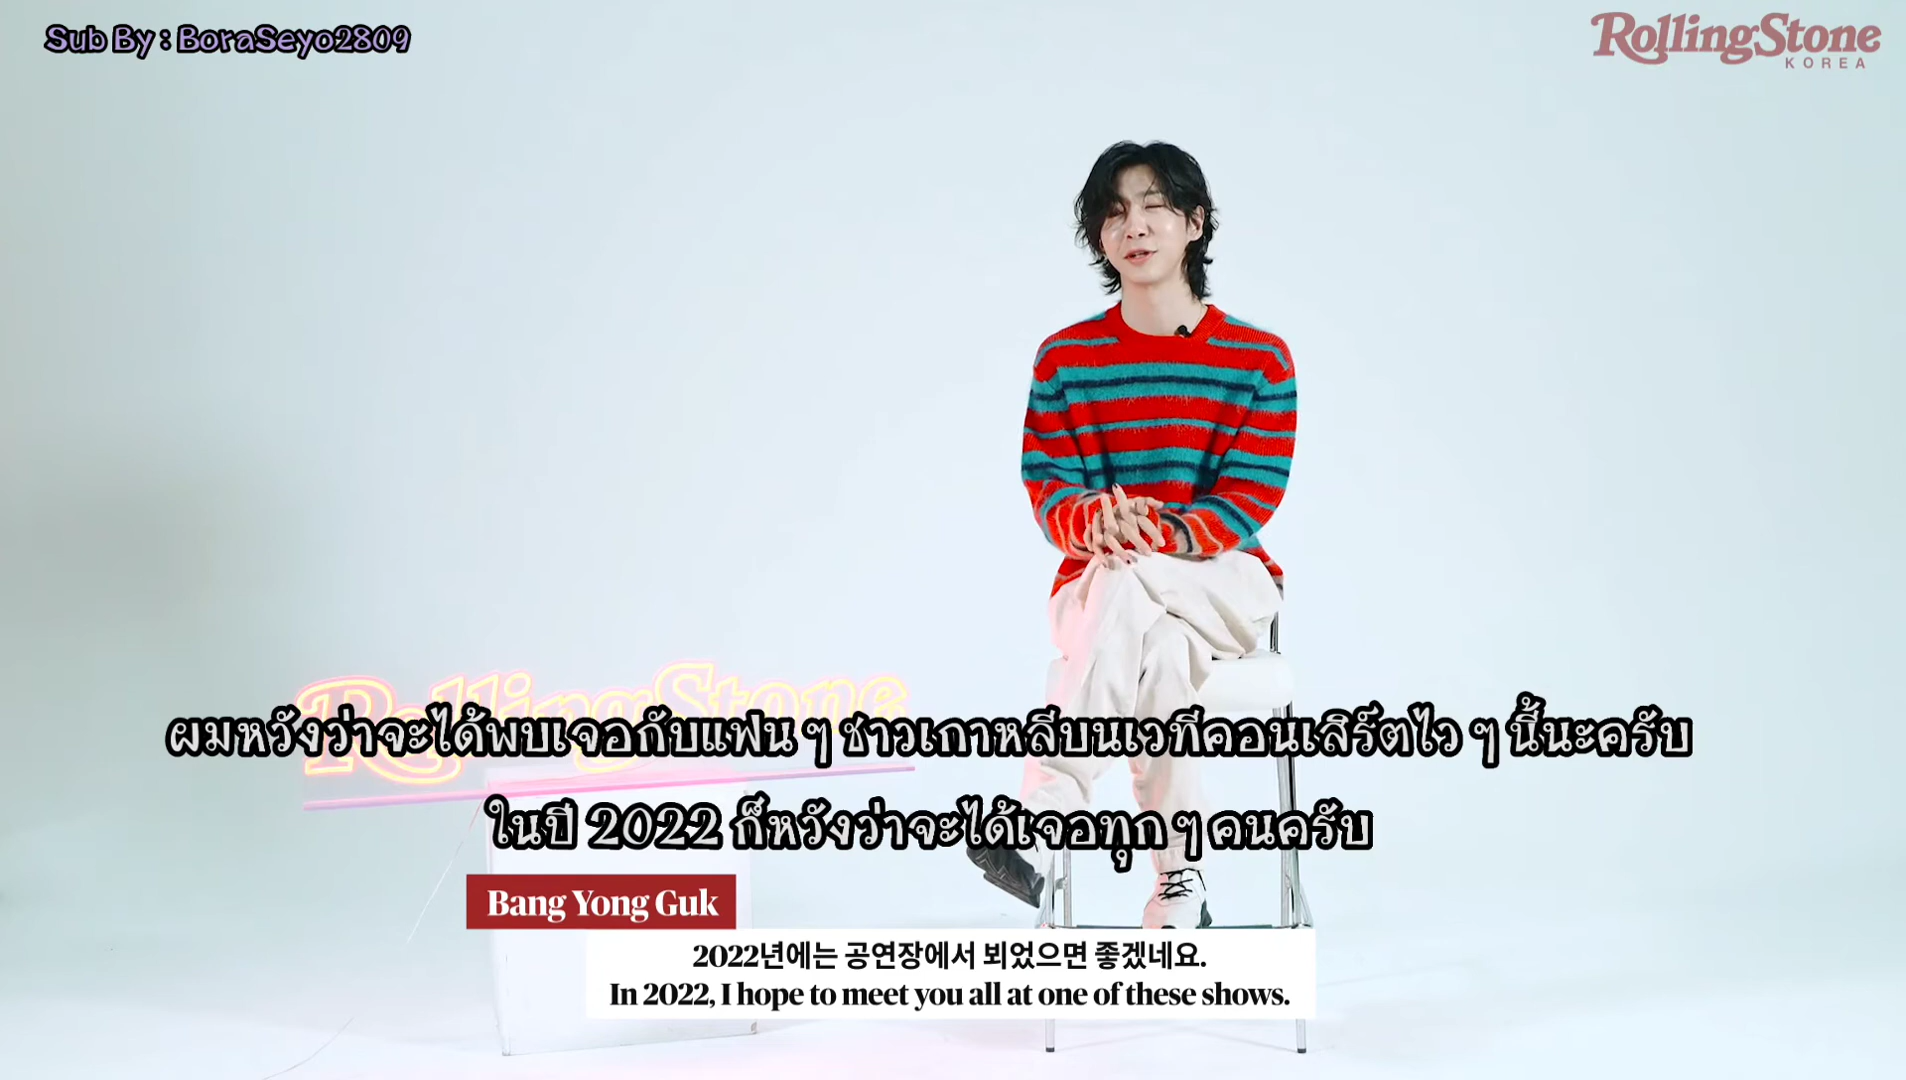 Sub By : BoraSeyo2809
RollingStone
KOREA
RollingStone
ผมหวังว่าจะได้พบเจอกับแฟน ๆ ชาวเกาหลีบนเวทีคอนเสิร์ตไว ๆ นี้นะครับ
ในปี 2022 ก็หวังว่าจะได้เจอทุก ๆ คนครับ
Bang Yong Guk
2022년에는 공연장에서 뵈었으면 좋겠네요.
In 2022, I hope to meet you all at one of these shows.